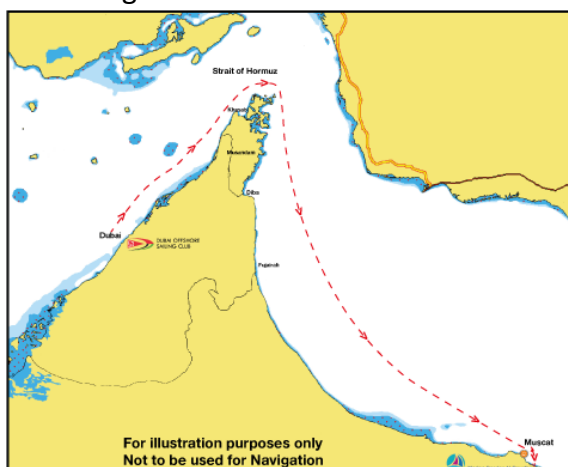 Strait of Hormuz
Khasab
Musandam
Diba
Dubai
DUBAI OFFSHORE
SAILING CLUB
Fujairah
Muscat
For illustration purposes only
Not to be used for Navigation